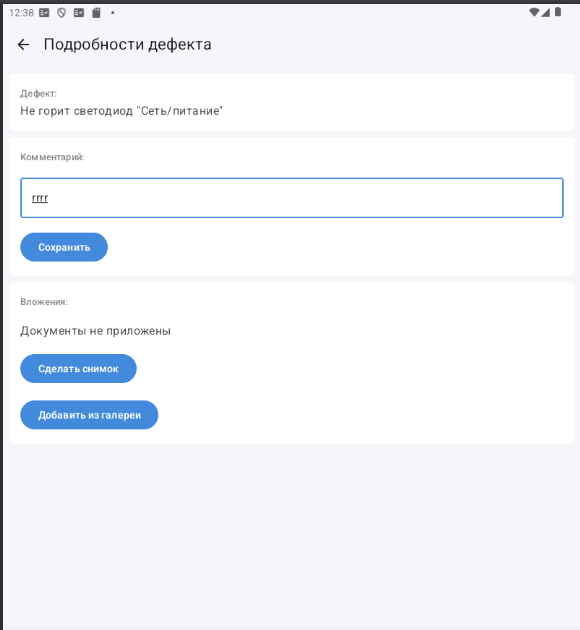 12:38
Подробности дефекта
Дефект:
Не горит светодиод "Сеть/питание"
Комментарий:
rrrr
Сохранить
Вложения:
Документы не приложены
Сделать снимок
Добавить из галереи